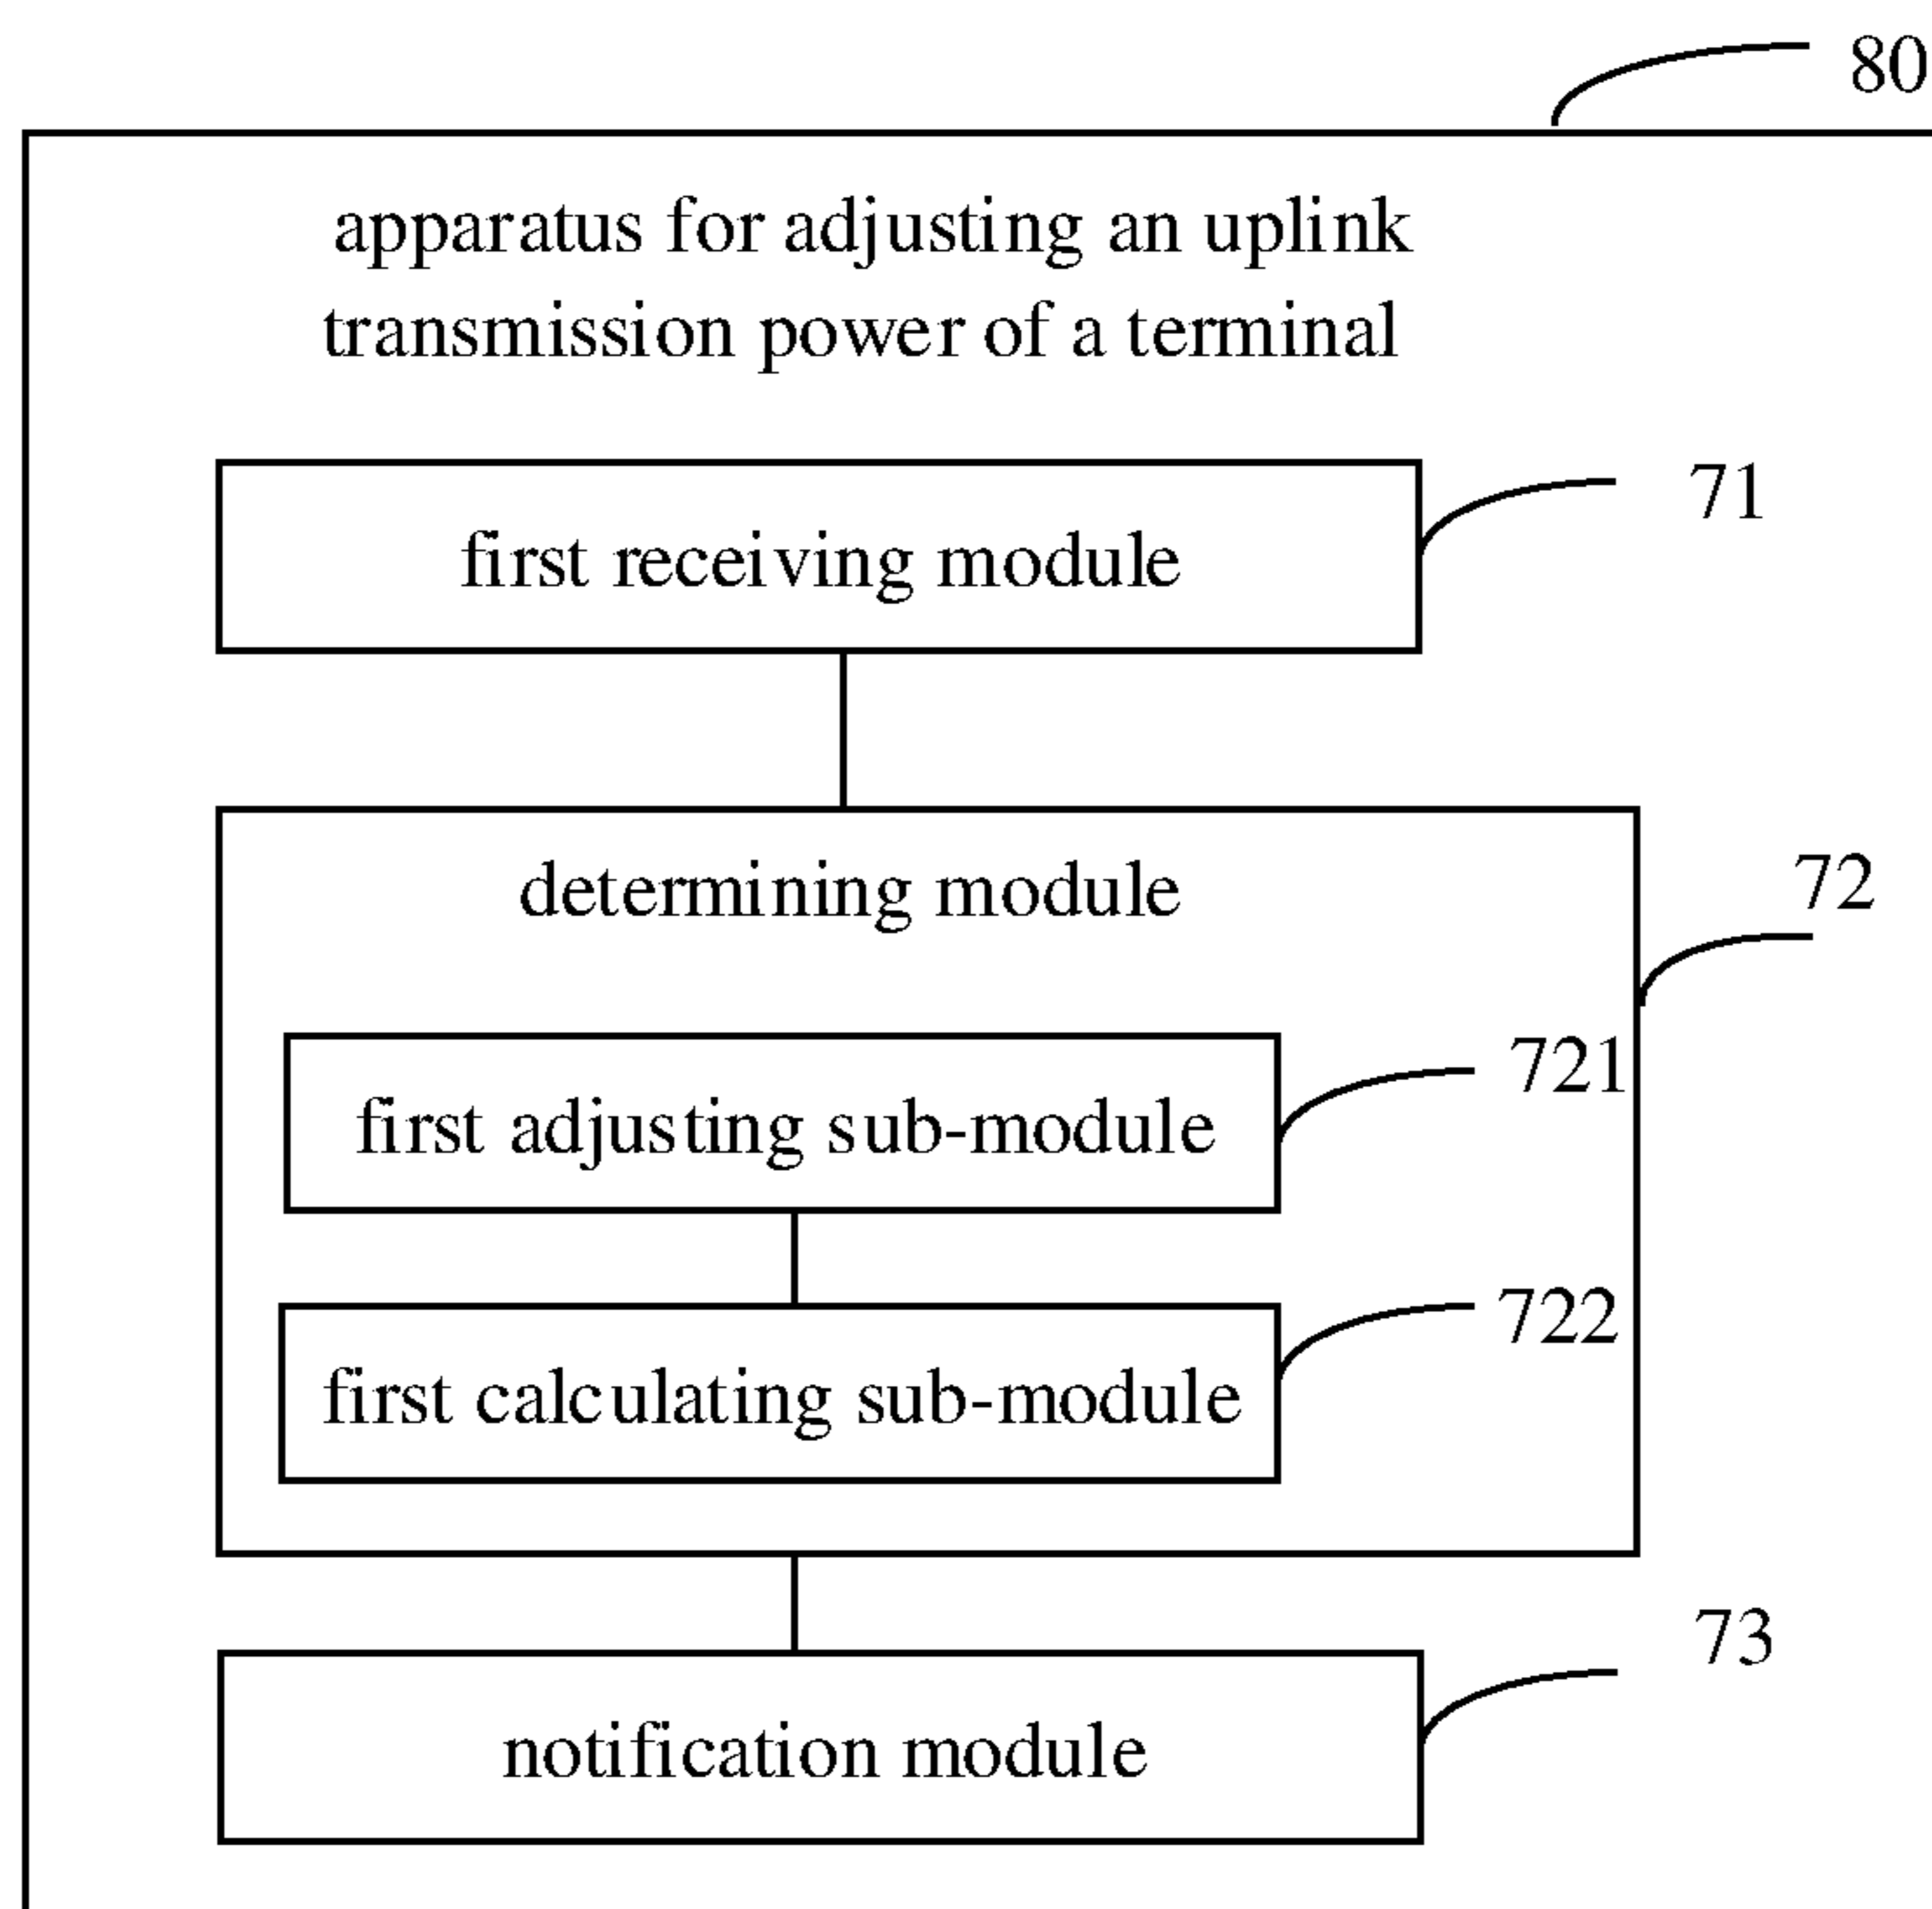 80
apparatus for adjusting an uplink
transmission power of a terminal
71
first receiving module
72
determining module
721
first adjusting sub-module
722
first calculating sub-module
73
notification module